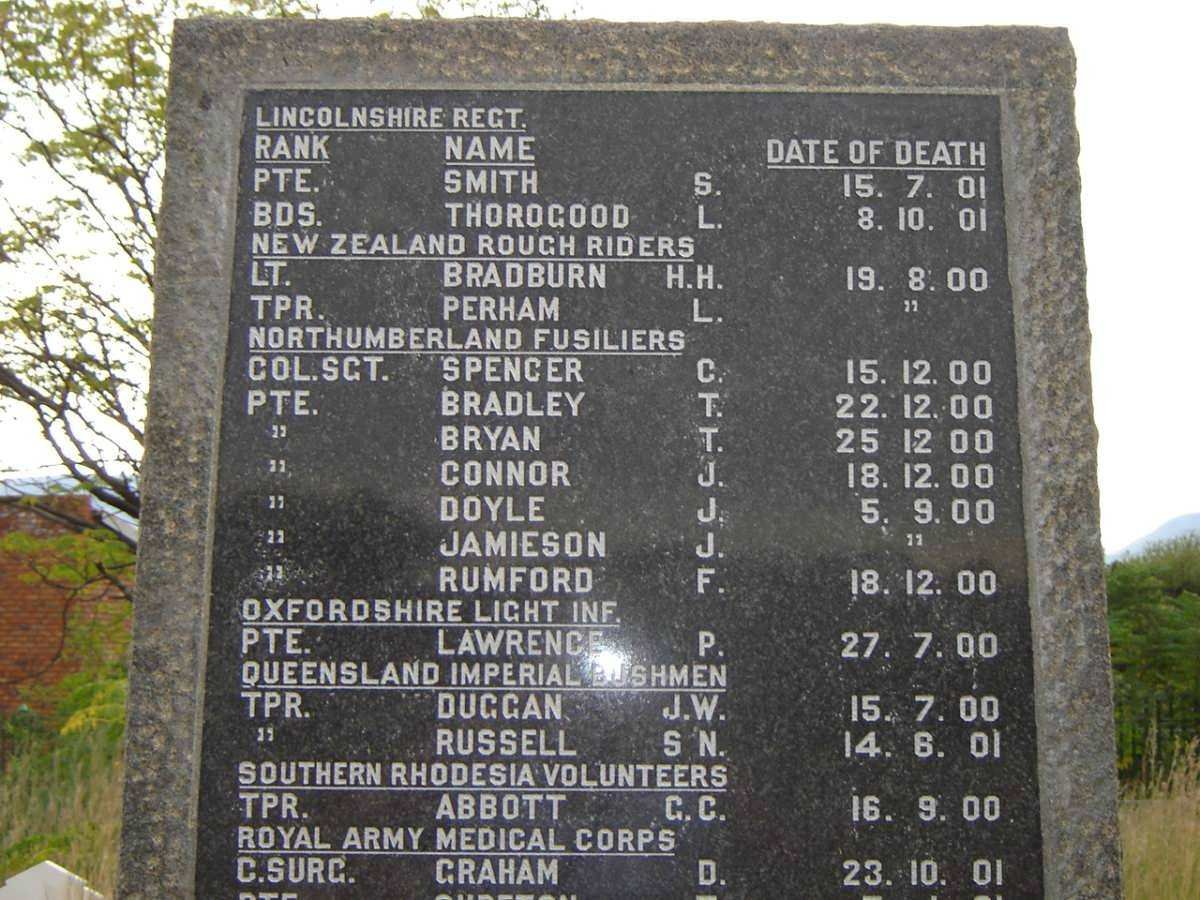 LINCOLNSHIRE REGT.
RANK NAME DATE OF DEATH
PTE. SMITH S. 15. 7. 01
BDS. THOROGOOD L. 8. 10. 01
NEW ZEALAND ROUGH RIDERS
LT. BRADBURN H.H. 19. 8. 00
TPR. PERHAM L. "
NORTHUMBERLAND FUSILIERS
COL.SGT. SPENCER C. 15. 12. 00
PTE. BRADLEY T. 22. 12. 00
" BRYAN T. 25 12 00
" CONNOR J. 18. 12. 00
" DOYLE J. 5. 9. 00
" JAMIESON J. "
" RUMFORD F. 18. 12. 00
OXFORDSHIRE LIGHT INF.
PTE. LAWRENCE P. 27. 7. 00
QUEENSLAND IMPERIAL BUSHMEN
TPR. DUGGAN J.W. 15. 7. 00
" RUSSELL S N. 14. 6. 01
SOUTHERN RHODESIA VOLUNTEERS
TPR. ABBOTT G.C. 16. 9. 00
ROYAL ARMY MEDICAL CORPS
C.SURG. GRAHAM D. 23. 10. 01
PTE.